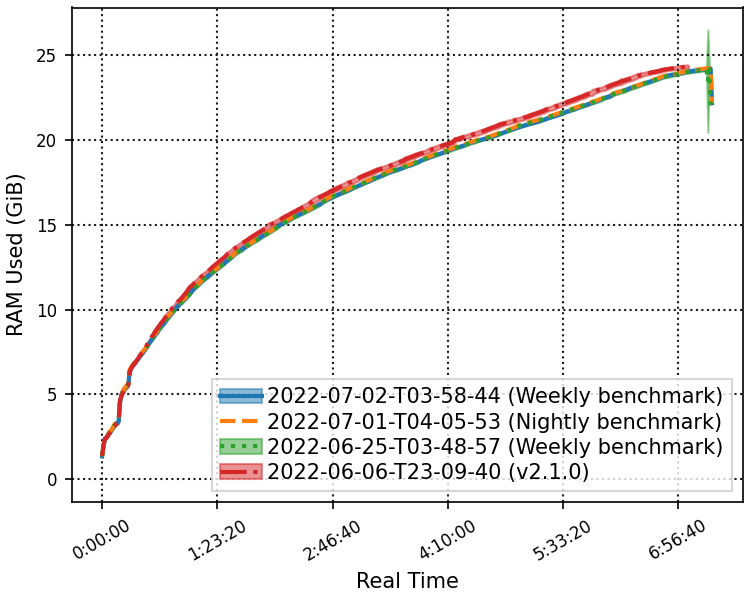 25
20
15
10
5
0
RAM Used (GiB)
2022-07-02-T03-58-44 (Weekly benchmark)
2022-07-01-T04-05-53 (Nightly benchmark)
2022-06-25-T03-48-57 (Weekly benchmark)
2022-06-06-T23-09-40 (v2.1.0)
0:00:00
1:23:20
2:46:40
4:10:00
5:33:20
6:56:40
Real Time